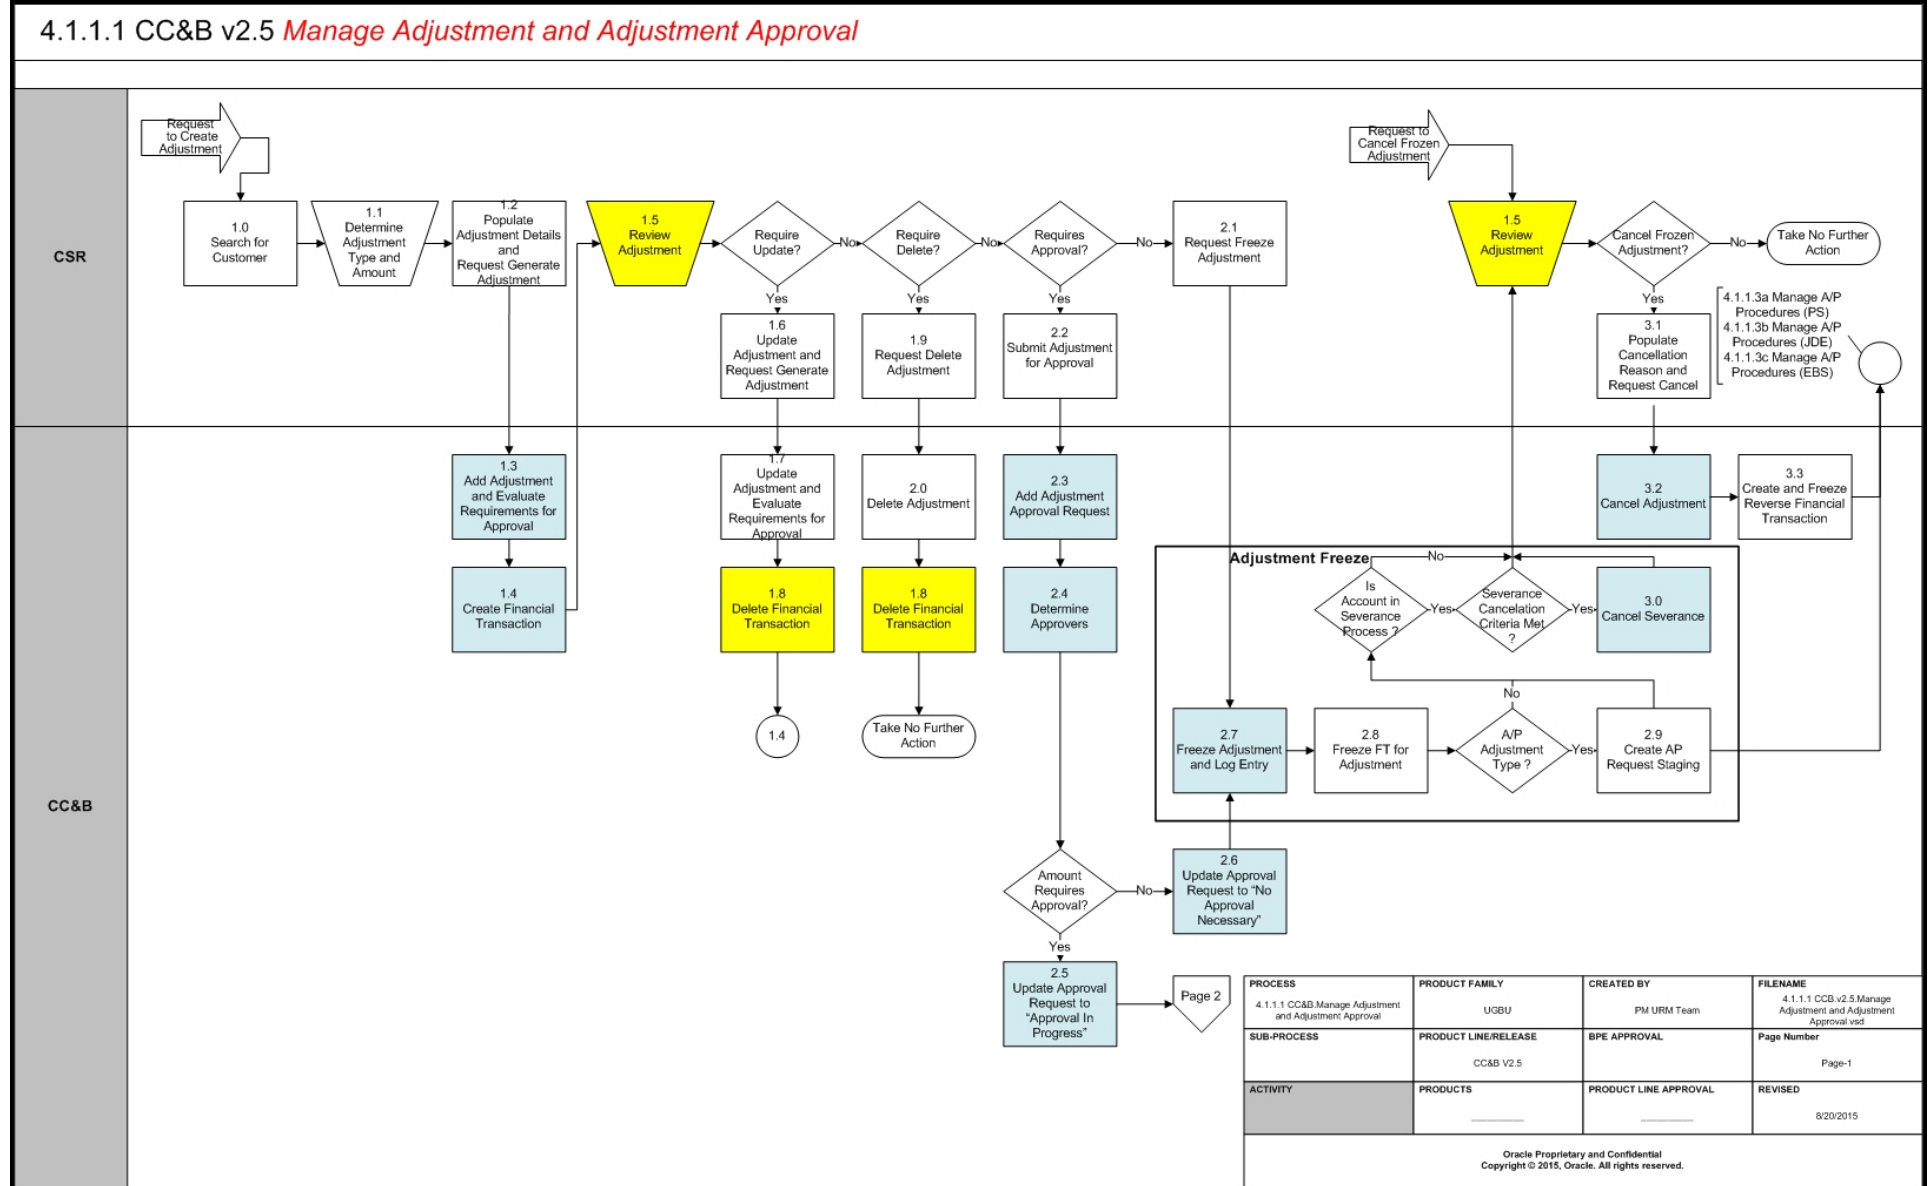 4.1.1.1 CC&B v2.5 Manage Adjustment and Adjustment Approval
CSR
Request
to Create
Adjustment
1.0
Search for
Customer
1.1
Determine
Adjustment
Type and
Amount
1.2
Populate
Adjustment Details
and
Request Generate
Adjustment
1.5
Review
Adjustment
Require
Update?
No
Require
Delete?
No
Requires
Approval?
No
2.1
Request Freeze
Adjustment
Request to
Cancel Frozen
Adjustment
1.5
Review
Adjustment
Cancel Frozen
Adjustment?
No
Take No Further
Action
Yes
Yes
Yes
Yes
1.6
Update
Adjustment and
Request Generate
Adjustment
1.9
Request Delete
Adjustment
2.2
Submit Adjustment
for Approval
3.1
Populate
Cancellation
Reason and
Request Cancel
4.1.1.3a Manage A/P
Procedures (PS)
4.1.1.3b Manage A/P
Procedures (JDE)
4.1.1.3c Manage A/P
Procedures (EBS)
CC&B
1.3
Add Adjustment
and Evaluate
Requirements for
Approval
1.7
Update
Adjustment and
Evaluate
Requirements for
Approval
2.0
Delete Adjustment
2.3
Add Adjustment
Approval Request
3.2
Cancel Adjustment
3.3
Create and Freeze
Reverse Financial
Transaction
1.4
Create Financial
Transaction
1.8
Delete Financial
Transaction
1.8
Delete Financial
Transaction
2.4
Determine
Approvers
Adjustment Freeze
No
Is
Account in
Severance
Process ?
Yes
Severance
Cancelation
Criteria Met
?
Yes
3.0
Cancel Severance
No
1.4
Take No Further
Action
2.7
Freeze Adjustment
and Log Entry
2.8
Freeze FT for
Adjustment
A/P
Adjustment
Type ?
Yes
2.9
Create AP
Request Staging
Amount
Requires
Approval?
No
2.6
Update Approval
Request to “No
Approval
Necessary”
Yes
2.5
Update Approval
Request to
“Approval In
Progress”
Page 2
PROCESS
4.1.1.1 CC&B.Manage Adjustment
and Adjustment Approval
PRODUCT FAMILY
UGBU
CREATED BY
PM URM Team
FILENAME
4.1.1.1 CCB.v2.5.Manage
Adjustment and Adjustment
Approval.vsd
SUB-PROCESS
PRODUCT LINE/RELEASE
CC&B V2.5
BPE APPROVAL
Page Number
Page-1
ACTIVITY
PRODUCTS
PRODUCT LINE APPROVAL
REVISED
8/20/2015
Oracle Proprietary and Confidential
Copyright © 2015, Oracle. All rights reserved.